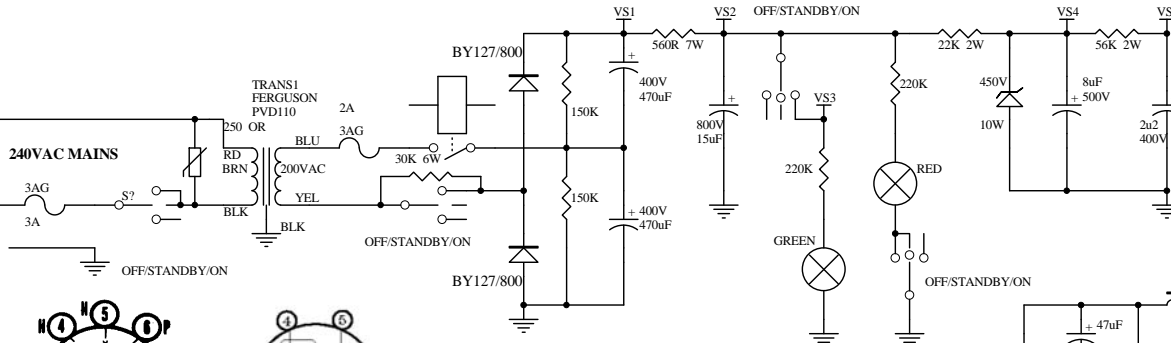 VS1
VS2
OFF/STANDBY/ON
VS4
VS
560R 7W
22K 2W
56K 2W
BY127/800
400V
470uF
150K
800V
15uF
VS3
220K
220K
450V
10W
8uF
500V
2u2
400V
TRANS1
FERGUSON
PVD110
250 OR
RD
BRN
BLK
BLU
200VAC
YEL
BLK
2A
3AG
30K 6W
240VAC MAINS
3AG
3A
S?
OFF/STANDBY/ON
OFF/STANDBY/ON
150K
400V
470uF
BY127/800
RED
GREEN
OFF/STANDBY/ON
47uF
H 4
H 5
6 P
4
5